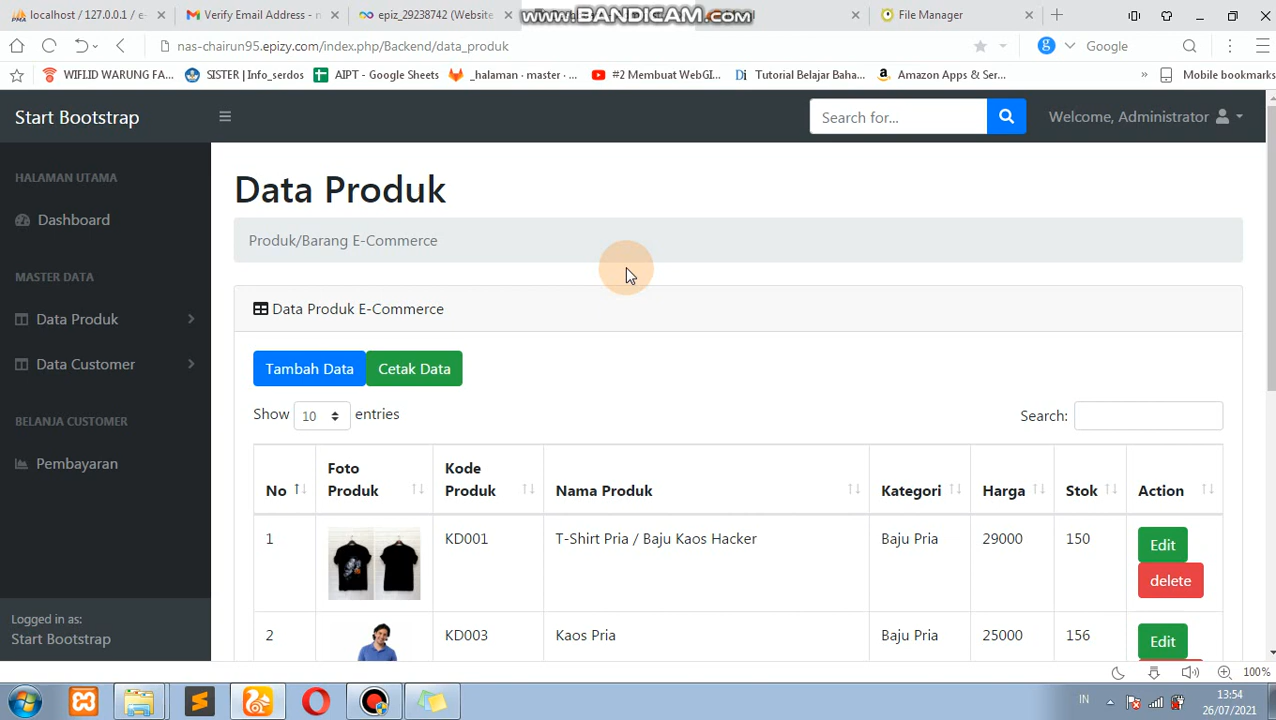 localhost / 127.0.0.1 / e-
Verify Email Address - n
epiz_29238742 (Website
www.BANDICAM.com
File Manager
nas-chairun95.epizy.com/index.php/Backend/data_produk
Google
WIFI.ID WARUNG FA...
SISTER | Info_serdos
AIPT - Google Sheets
_halaman · master · ...
#2 Membuat WebGI...
Tutorial Belajar Baha...
Amazon Apps & Ser...
»
Mobile bookmarks
Start Bootstrap
Search for...
Welcome, Administrator
HALAMAN UTAMA
Dashboard
MASTER DATA
Data Produk
Data Customer
BELANJA CUSTOMER
Pembayaran
Logged in as:
Start Bootstrap
Data Produk
Produk/Barang E-Commerce
Data Produk E-Commerce
Tambah Data
Cetak Data
Show 10 entries
Search:
No
Foto Produk
Kode Produk
Nama Produk
Kategori
Harga
Stok
Action
1
KD001
T-Shirt Pria / Baju Kaos Hacker
Baju Pria
29000
150
Edit
delete
2
KD003
Kaos Pria
Baju Pria
25000
156
Edit
100%
IN
13:54
26/07/2021